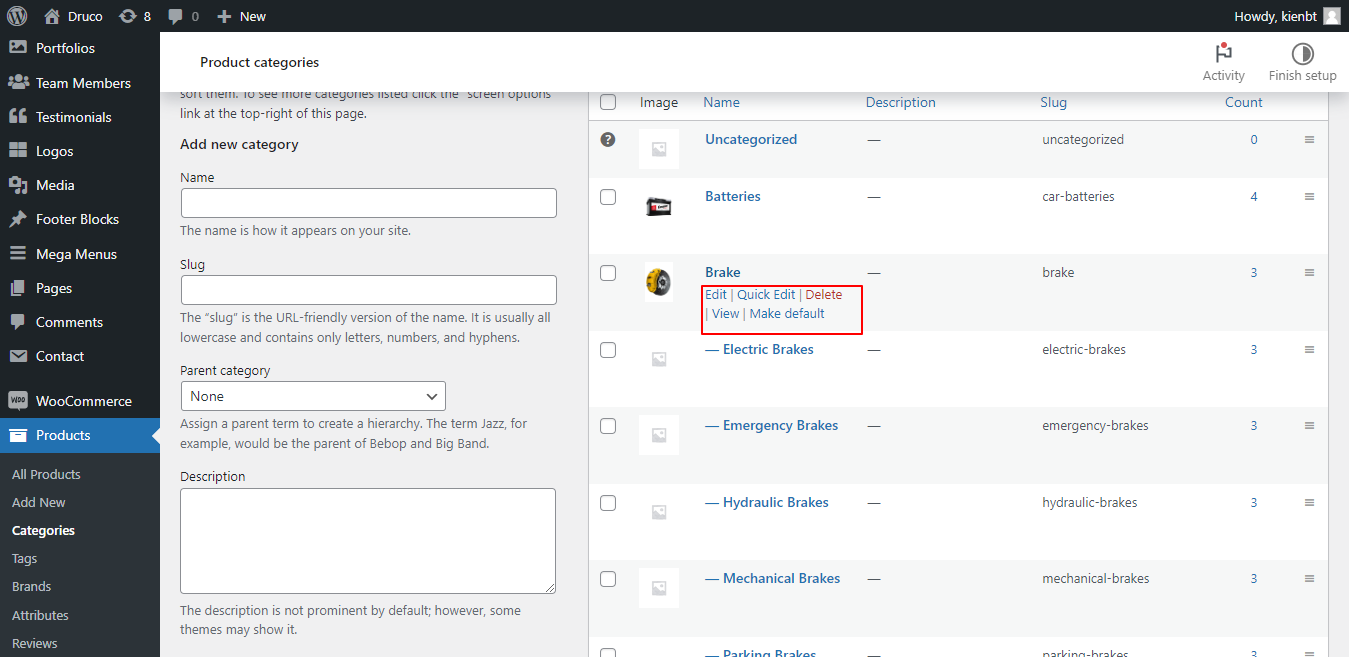 Druco
8
0
New
Howdy, kienbt
Portfolios
Team Members
Testimonials
Logos
Media
Footer Blocks
Mega Menus
Pages
Comments
Contact
WOO WooCommerce
Products
All Products
Add New
Categories
Tags
Brands
Attributes
Reviews
Product categories
Activity
Finish setup
sort them. To see more categories listed click the "screen options"
link at the top-right of this page.
Add new category
Name
The name is how it appears on your site.
Slug
The “slug” is the URL-friendly version of the name. It is usually all
lowercase and contains only letters, numbers, and hyphens.
Parent category
None
Assign a parent term to create a hierarchy. The term Jazz, for
example, would be the parent of Bebop and Big Band.
Description
The description is not prominent by default; however, some
themes may show it.
Image Name Description Slug Count
? Uncategorized — uncategorized 0
Batteries — car-batteries 4
Brake — brake 3
Edit | Quick Edit | Delete
| View | Make default
— Electric Brakes — electric-brakes 3
— Emergency Brakes — emergency-brakes 3
— Hydraulic Brakes — hydraulic-brakes 3
— Mechanical Brakes — mechanical-brakes 3
— Parking Brakes — parking-brakes 3